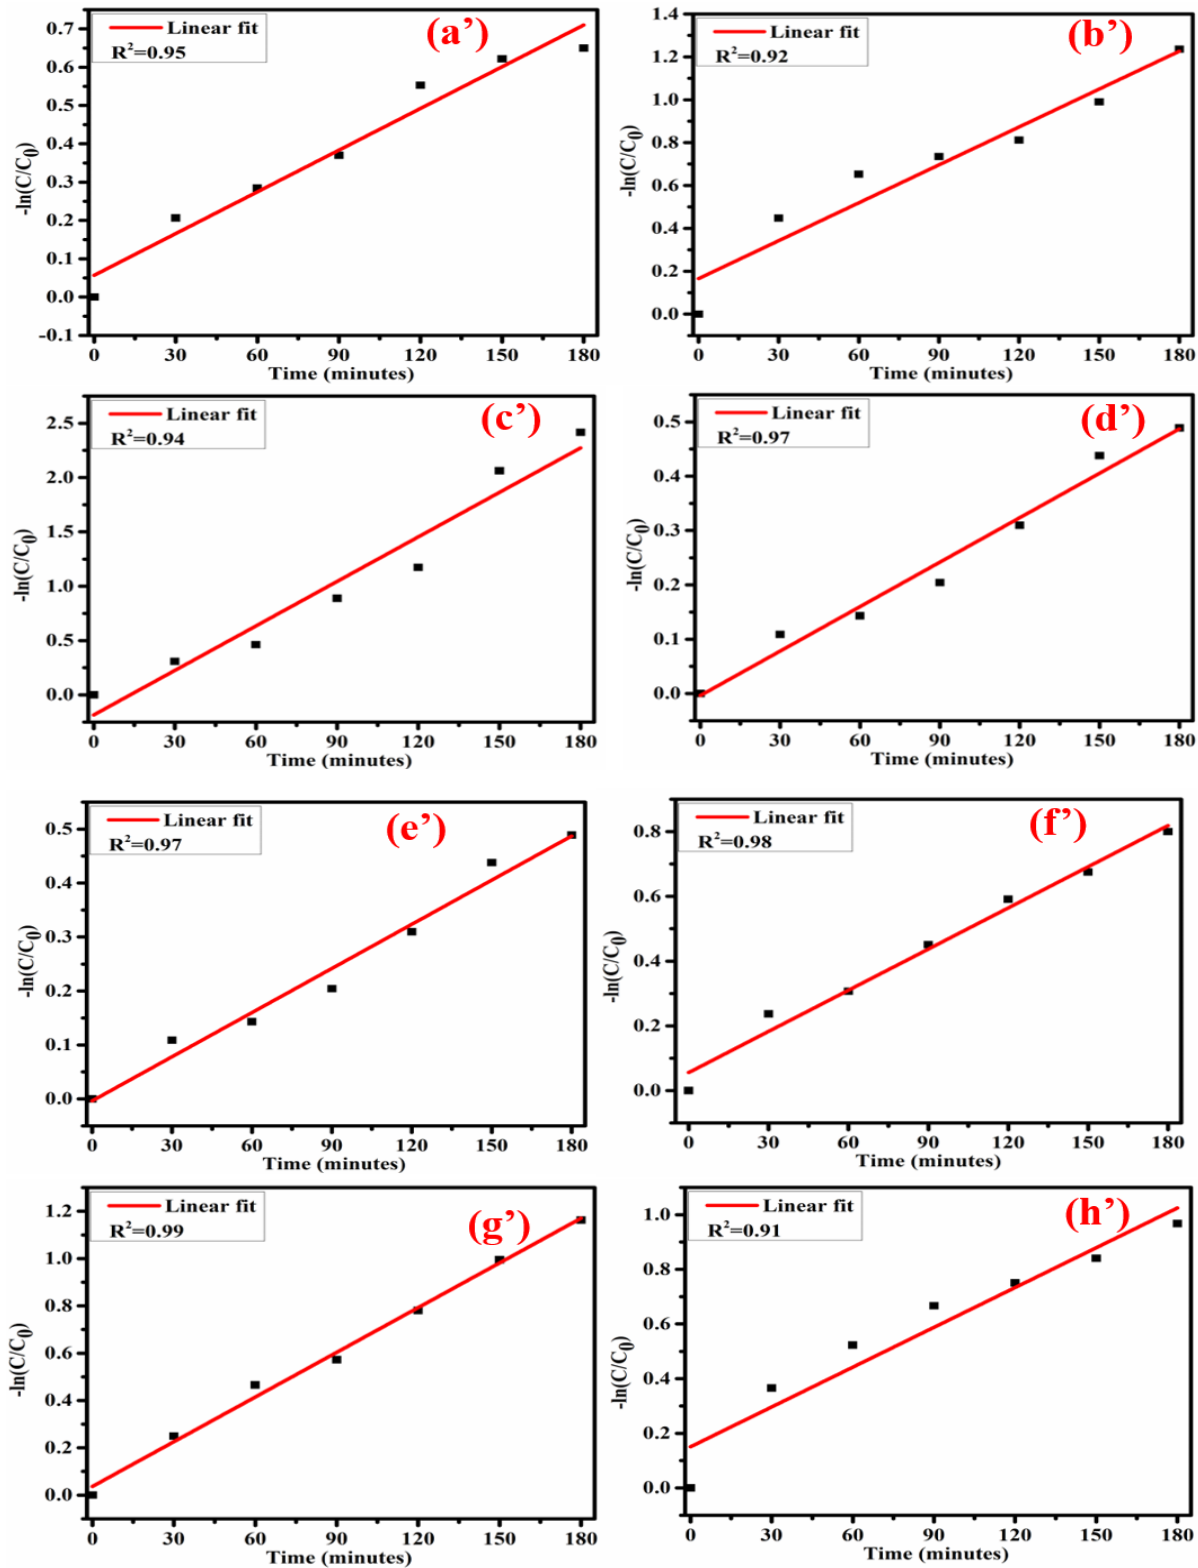 Linear fit
R²=0.95
(a')
0.7
0.6
0.5
0.4
0.3
0.2
0.1
0.0
-0.1
-ln(C/C₀)
0 30 60 90 120 150 180
Time (minutes)
Linear fit
R²=0.92
(b')
1.4
1.2
1.0
0.8
0.6
0.4
0.2
0.0
-ln(C/C₀)
0 30 60 90 120 150 180
Time (minutes)
Linear fit
R²=0.94
(c')
2.5
2.0
1.5
1.0
0.5
0.0
-ln(C/C₀)
0 30 60 90 120 150 180
Time (minutes)
Linear fit
R²=0.97
(d')
0.5
0.4
0.3
0.2
0.1
0.0
-ln(C/C₀)
0 30 60 90 120 150 180
Time (minutes)
Linear fit
R²=0.97
(e')
0.5
0.4
0.3
0.2
0.1
0.0
-ln(C/C₀)
0 30 60 90 120 150 180
Time (minutes)
Linear fit
R²=0.98
(f')
0.8
0.6
0.4
0.2
0.0
-ln(C/C₀)
0 30 60 90 120 150 180
Time (minutes)
Linear fit
R²=0.99
(g')
1.2
1.0
0.8
0.6
0.4
0.2
0.0
-ln(C/C₀)
0 30 60 90 120 150 180
Time (minutes)
Linear fit
R²=0.91
(h')
1.0
0.8
0.6
0.4
0.2
0.0
-ln(C/C₀)
0 30 60 90 120 150 180
Time (minutes)